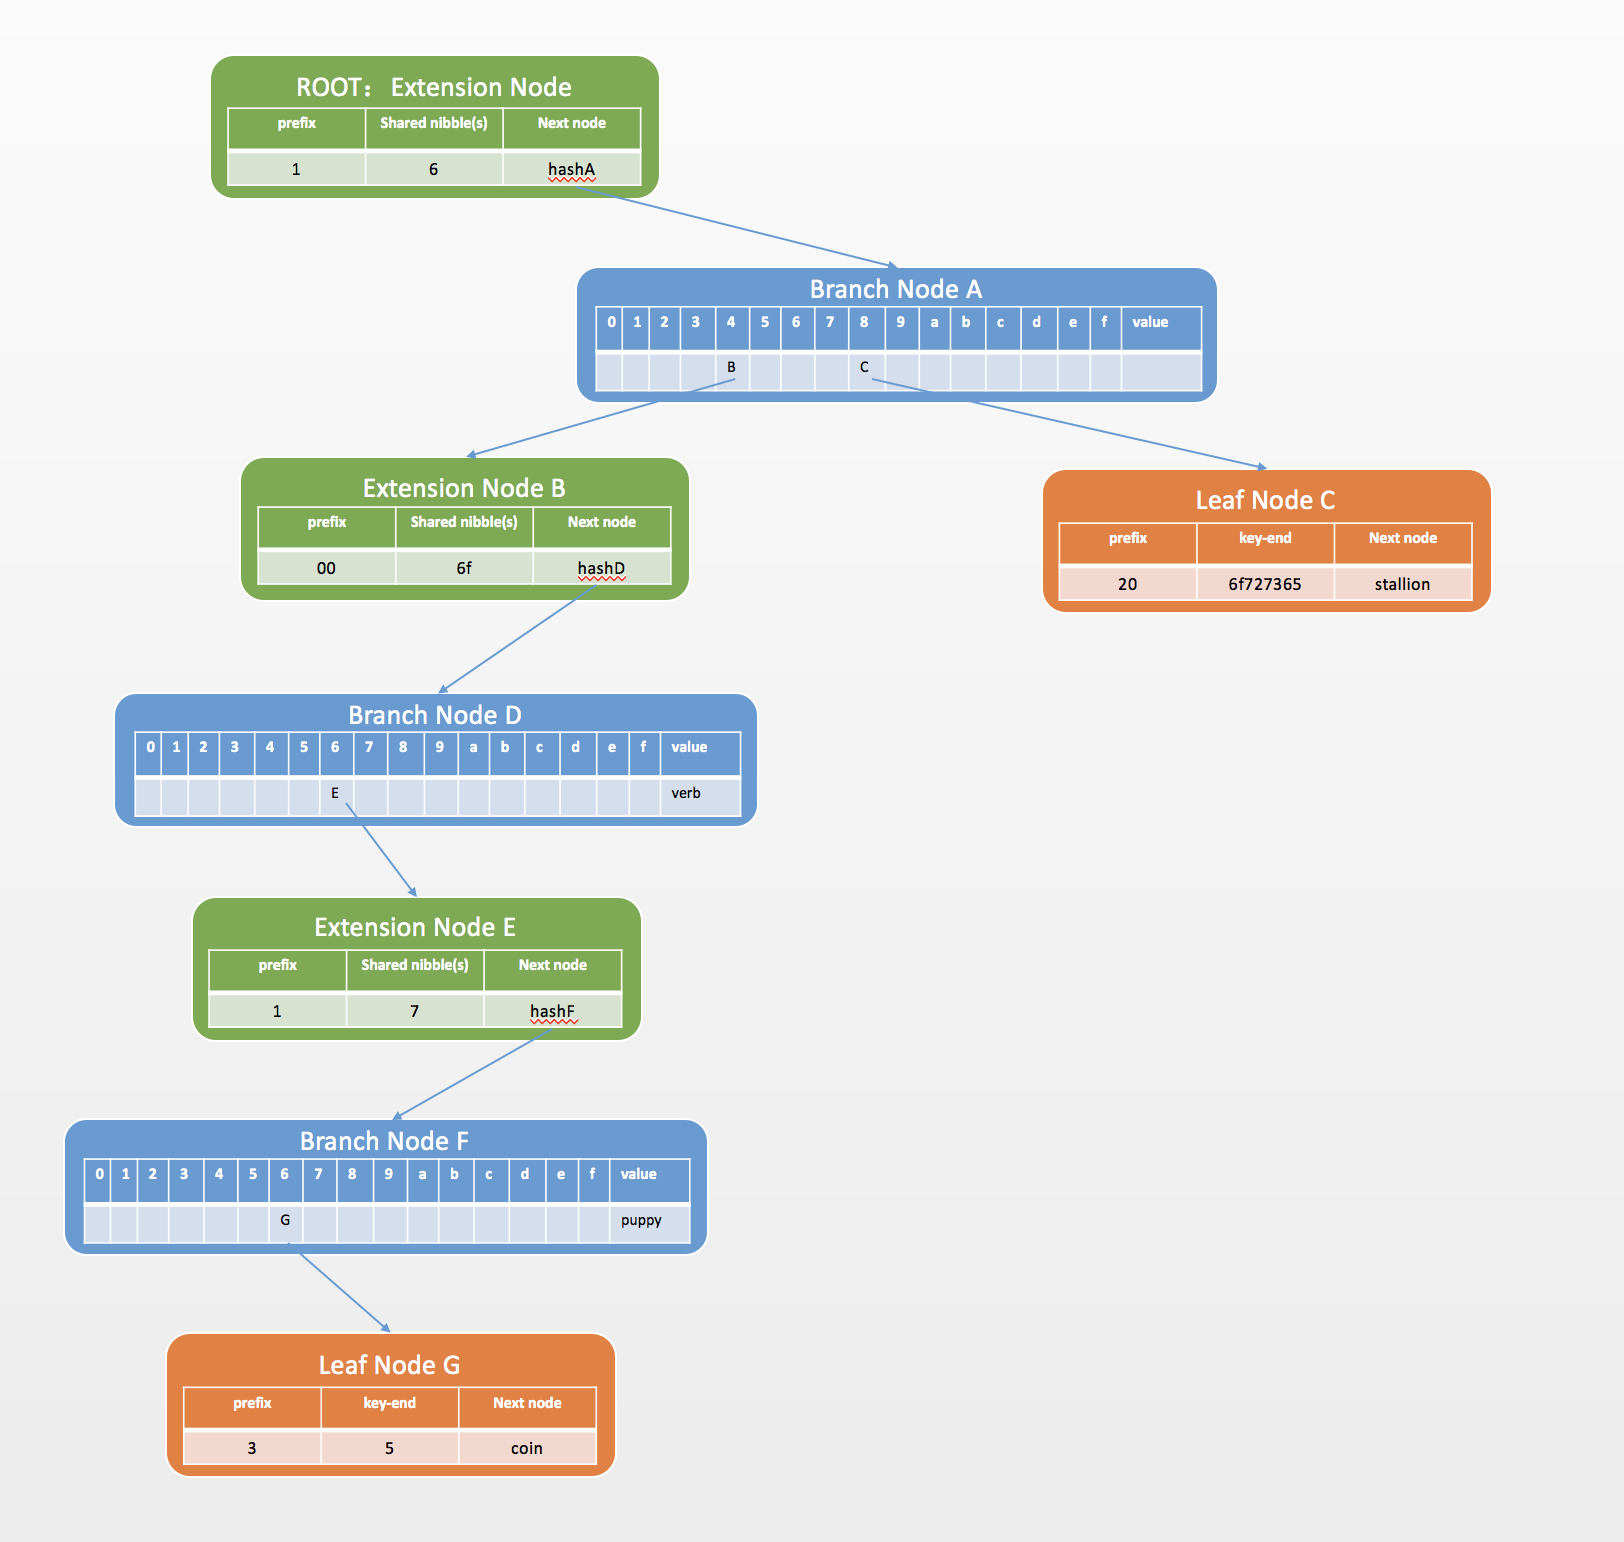 ROOT： Extension Node
prefix Shared nibble(s) Next node
1 6 hashA
Branch Node A
0 1 2 3 4 5 6 7 8 9 a b c d e f value
B C
Extension Node B
prefix Shared nibble(s) Next node
00 6f hashD
Leaf Node C
prefix key-end Next node
20 6f727365 stallion
Branch Node D
0 1 2 3 4 5 6 7 8 9 a b c d e f value
E verb
Extension Node E
prefix Shared nibble(s) Next node
1 7 hashF
Branch Node F
0 1 2 3 4 5 6 7 8 9 a b c d e f value
G puppy
Leaf Node G
prefix key-end Next node
3 5 coin